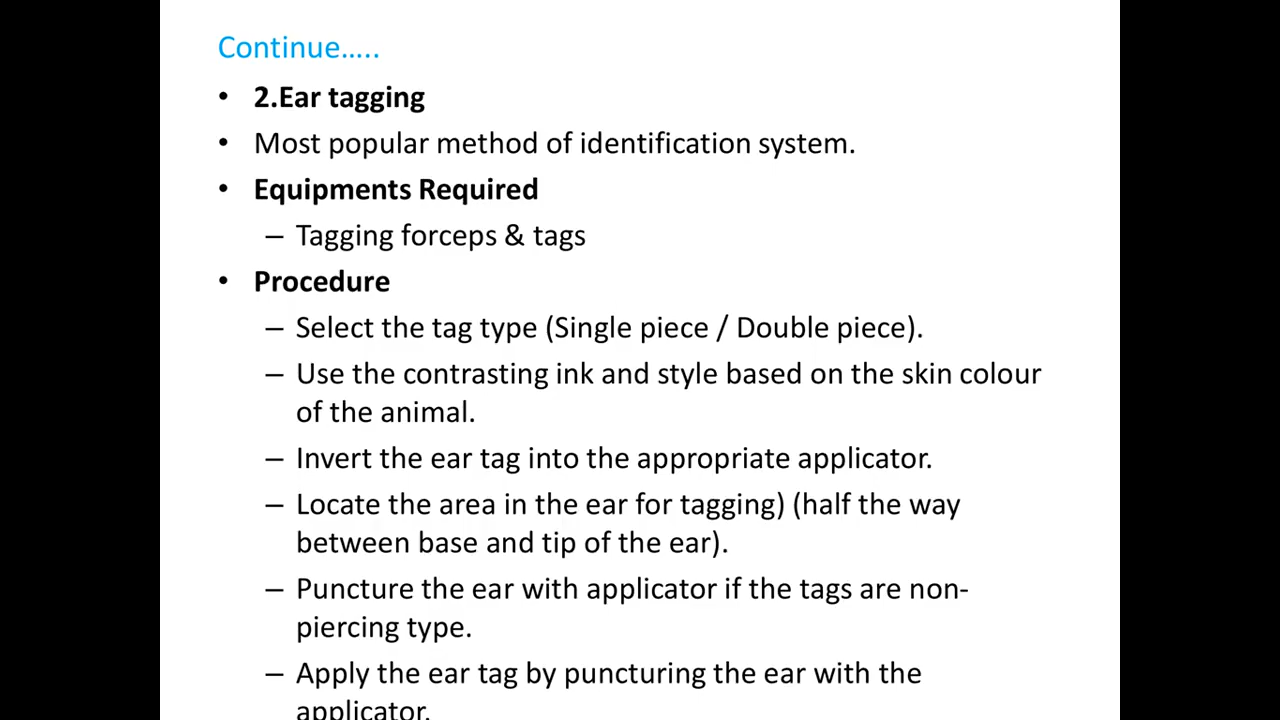 Continue…..
• 2.Ear tagging
• Most popular method of identification system.
• Equipments Required
– Tagging forceps & tags
• Procedure
– Select the tag type (Single piece / Double piece).
– Use the contrasting ink and style based on the skin colour
of the animal.
– Invert the ear tag into the appropriate applicator.
– Locate the area in the ear for tagging) (half the way
between base and tip of the ear).
– Puncture the ear with applicator if the tags are non-
piercing type.
– Apply the ear tag by puncturing the ear with the
applicator.